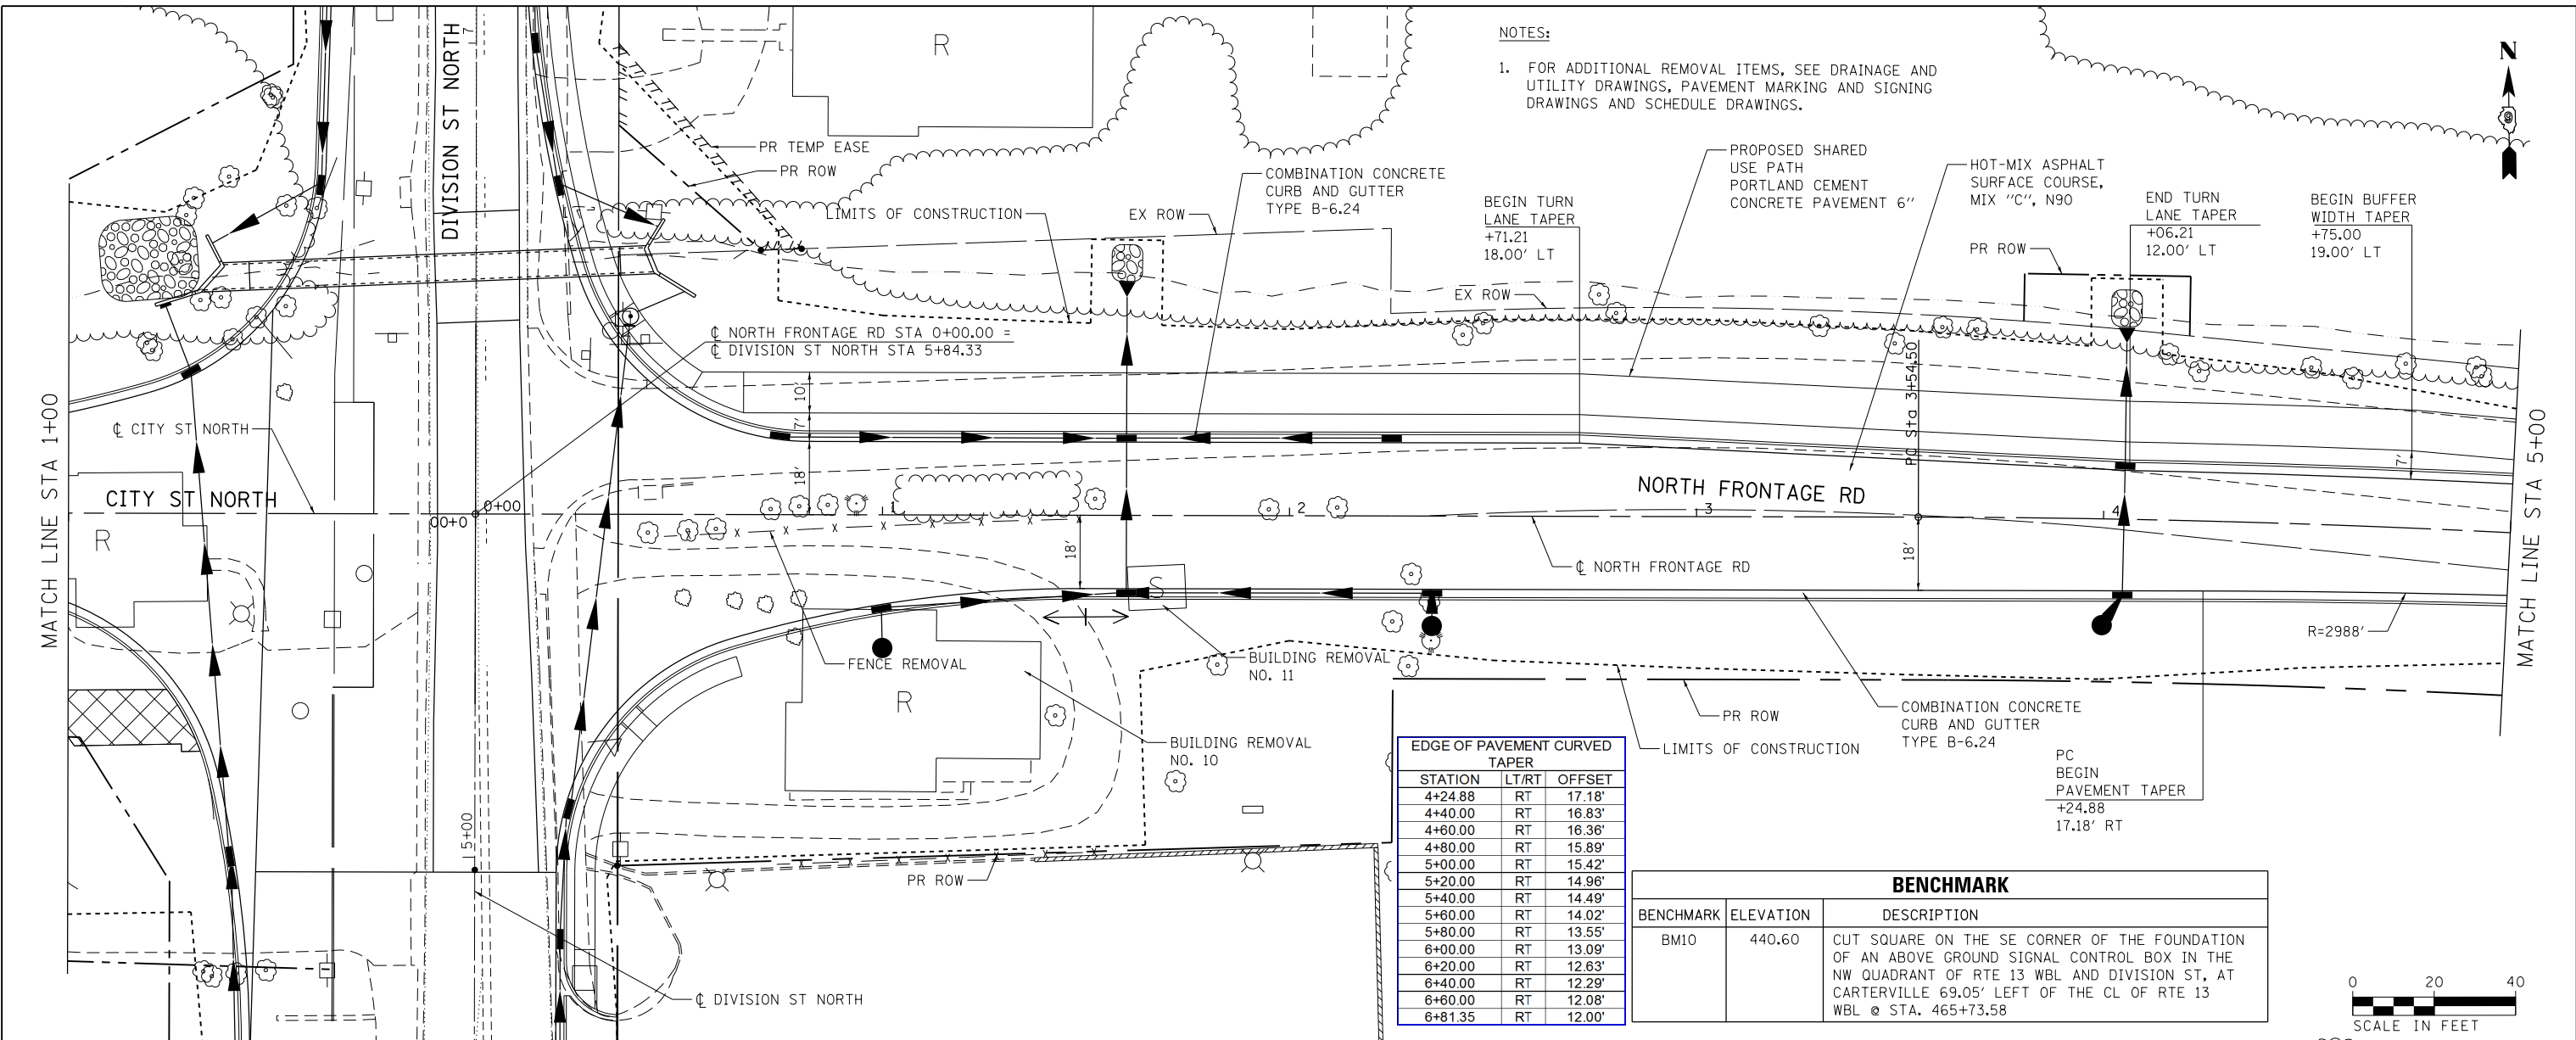 NOTES:
1. FOR ADDITIONAL REMOVAL ITEMS, SEE DRAINAGE AND
UTILITY DRAWINGS, PAVEMENT MARKING AND SIGNING
DRAWINGS AND SCHEDULE DRAWINGS.
N
DIVISION ST NORTH
7
R
PR TEMP EASE
PR ROW
LIMITS OF CONSTRUCTION
EX ROW
COMBINATION CONCRETE
CURB AND GUTTER
TYPE B-6.24
BEGIN TURN
LANE TAPER
+71.21
18.00' LT
PROPOSED SHARED
USE PATH
PORTLAND CEMENT
CONCRETE PAVEMENT 6"
HOT-MIX ASPHALT
SURFACE COURSE,
MIX "C", N90
END TURN
LANE TAPER
+06.21
12.00' LT
BEGIN BUFFER
WIDTH TAPER
+75.00
19.00' LT
PR ROW
EX ROW
℄ NORTH FRONTAGE RD STA 0+00.00 =
℄ DIVISION ST NORTH STA 5+84.33
PC Sta 3+54.50
10'
7'
18'
7'
MATCH LINE STA 1+00
℄ CITY ST NORTH
CITY ST NORTH
R
00+0
0+00
1
2
3
4
NORTH FRONTAGE RD
18'
18'
℄ NORTH FRONTAGE RD
MATCH LINE STA 5+00
S
R=2988'
FENCE REMOVAL
BUILDING REMOVAL
NO. 11
R
BUILDING REMOVAL
NO. 10
PR ROW
LIMITS OF CONSTRUCTION
COMBINATION CONCRETE
CURB AND GUTTER
TYPE B-6.24
PC
BEGIN
PAVEMENT TAPER
+24.88
17.18' RT
5+00
PR ROW
℄ DIVISION ST NORTH
EDGE OF PAVEMENT CURVED
TAPER
STATION LT/RT OFFSET
4+24.88 RT 17.18'
4+40.00 RT 16.83'
4+60.00 RT 16.36'
4+80.00 RT 15.89'
5+00.00 RT 15.42'
5+20.00 RT 14.96'
5+40.00 RT 14.49'
5+60.00 RT 14.02'
5+80.00 RT 13.55'
6+00.00 RT 13.09'
6+20.00 RT 12.63'
6+40.00 RT 12.29'
6+60.00 RT 12.08'
6+81.35 RT 12.00'
BENCHMARK
BENCHMARK ELEVATION DESCRIPTION
BM10 440.60 CUT SQUARE ON THE SE CORNER OF THE FOUNDATION
OF AN ABOVE GROUND SIGNAL CONTROL BOX IN THE
NW QUADRANT OF RTE 13 WBL AND DIVISION ST, AT
CARTERVILLE 69.05' LEFT OF THE CL OF RTE 13
WBL @ STA. 465+73.58
0 20 40
SCALE IN FEET